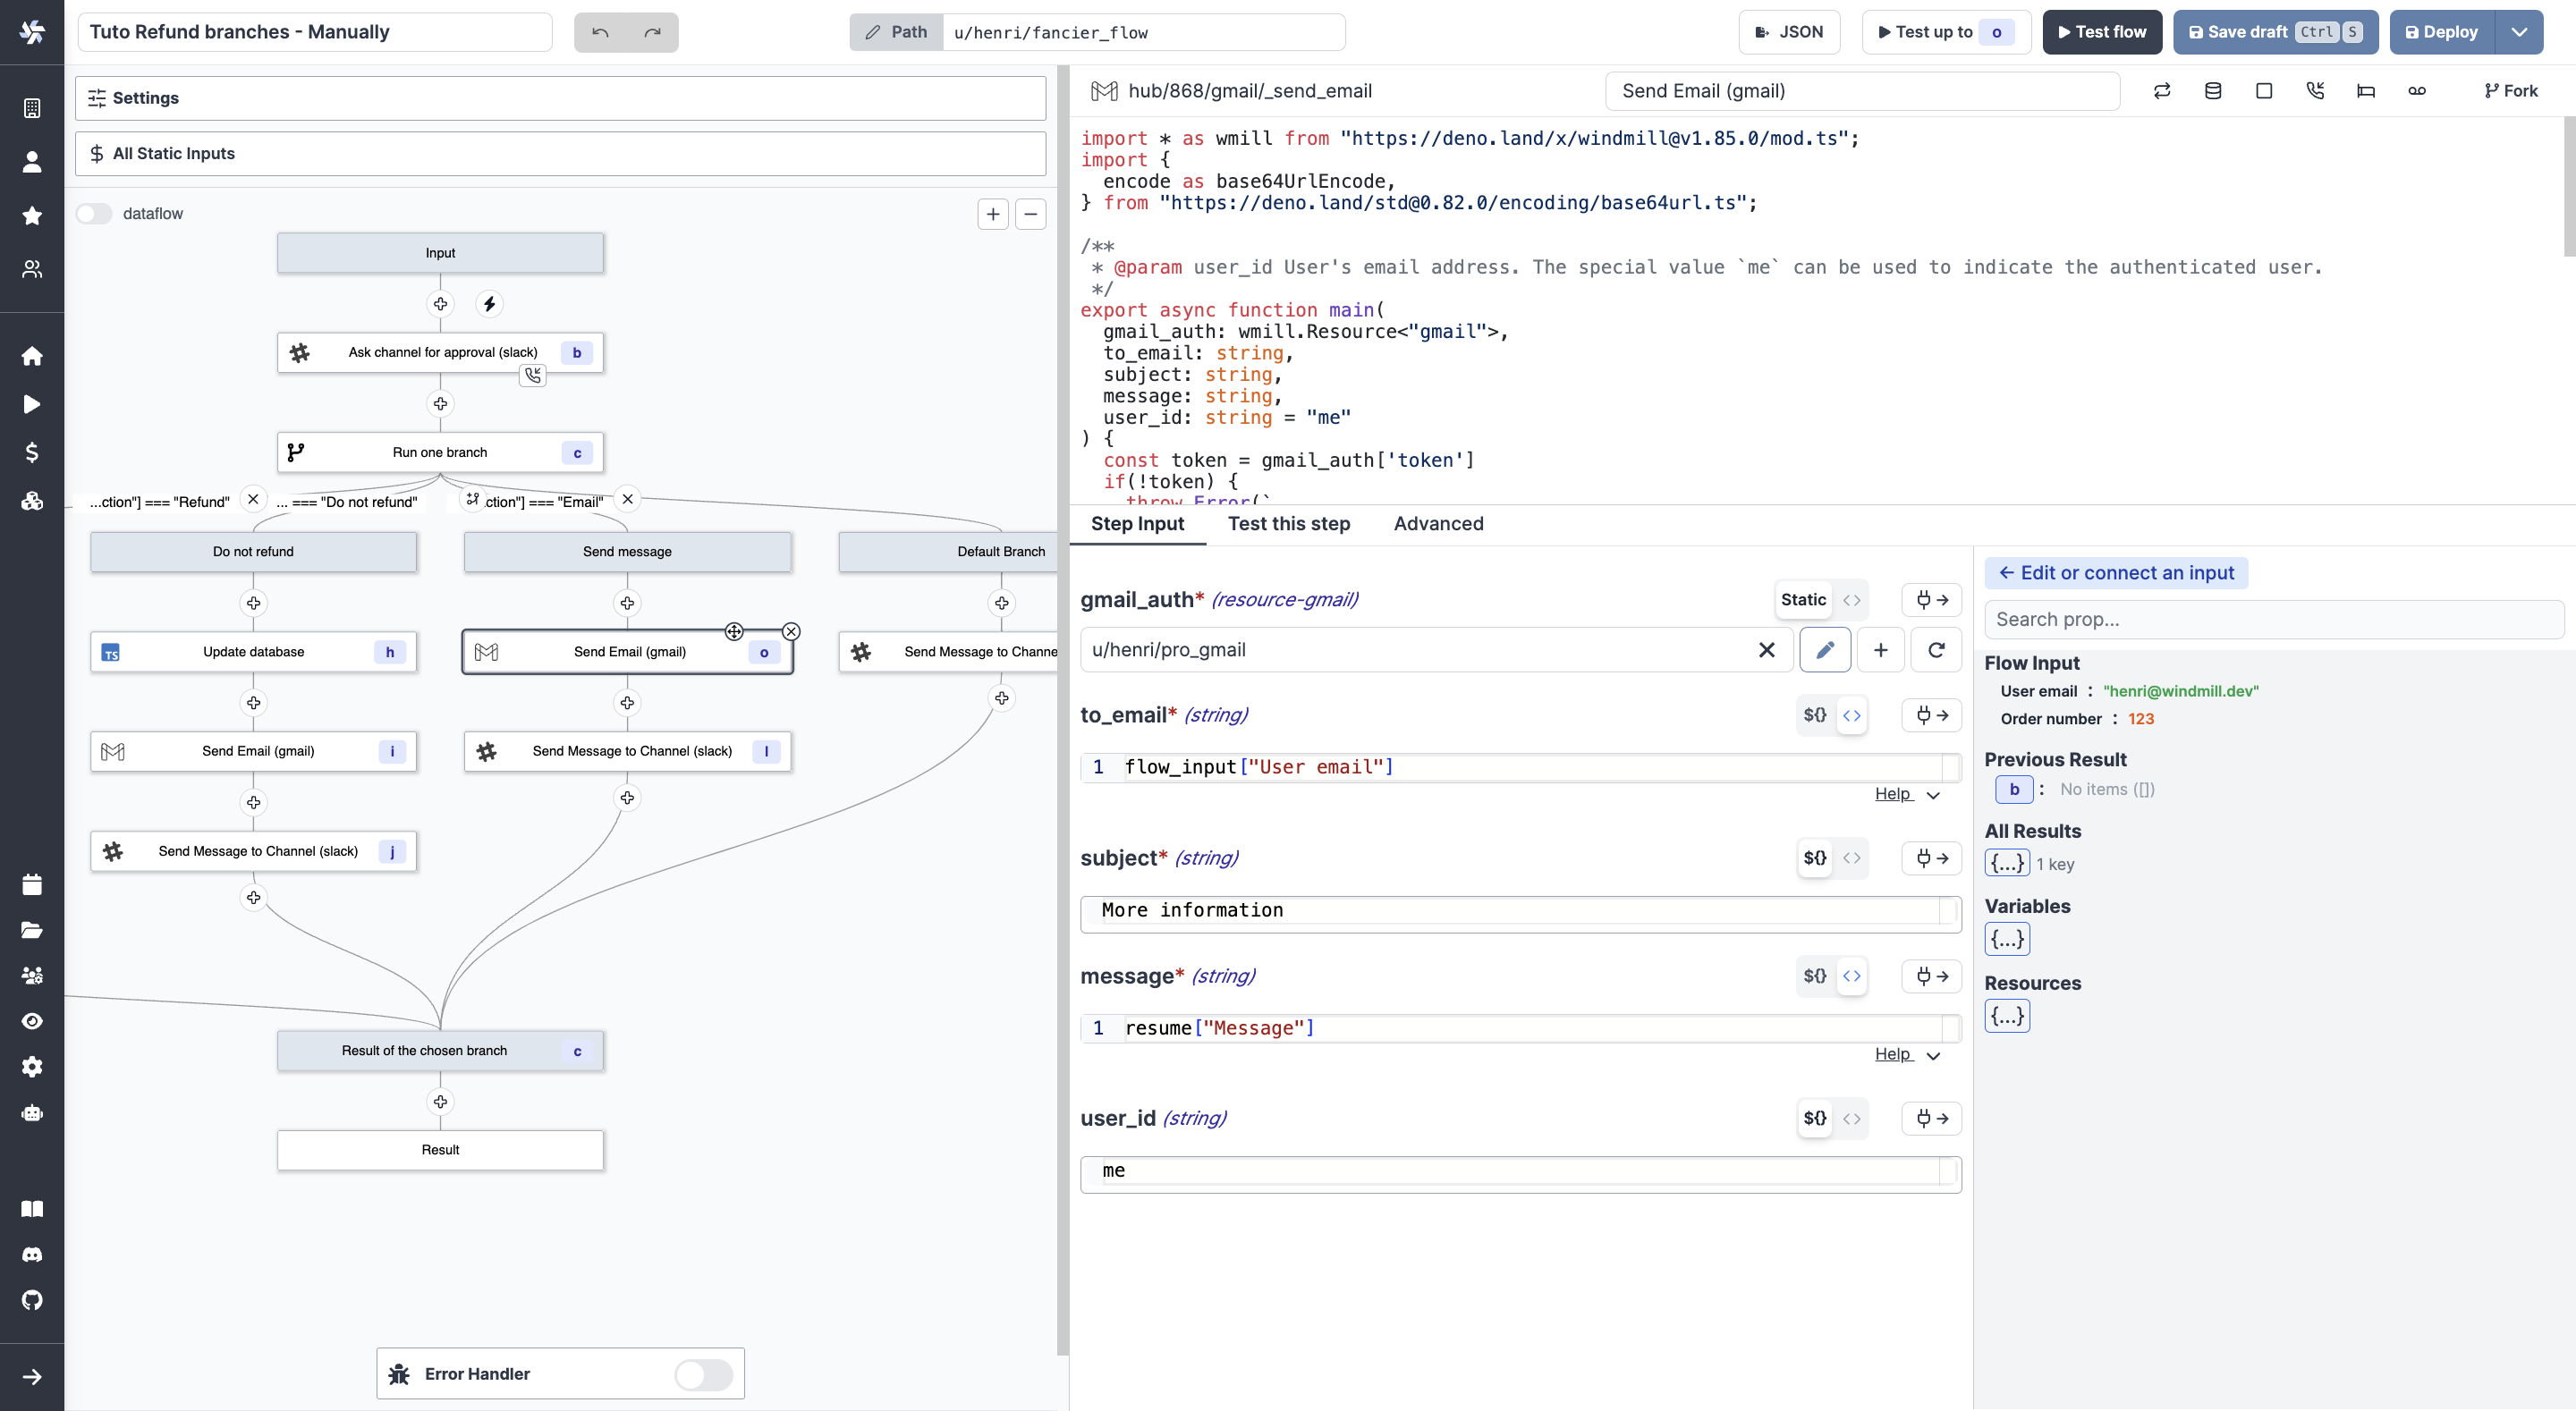 Tuto Refund branches - Manually
Path
u/henri/fancier_flow
JSON
Test up to o
Test flow
Save draft Ctrl S
Deploy
Settings
All Static Inputs
dataflow
Input
Ask channel for approval (slack) b
Run one branch c
...ction"] === "Refund"
... === "Do not refund"
ction"] === "Email"
Do not refund
Send message
Default Branch
TS Update database h
Send Email (gmail) o
Send Message to Channe
Send Email (gmail) i
Send Message to Channel (slack) l
Send Message to Channel (slack) j
Result of the chosen branch c
Result
Error Handler
hub/868/gmail/_send_email
Send Email (gmail)
Fork
import * as wmill from "https://deno.land/x/windmill@v1.85.0/mod.ts";
import {
  encode as base64UrlEncode,
} from "https://deno.land/std@0.82.0/encoding/base64url.ts";
/**
 * @param user_id User's email address. The special value `me` can be used to indicate the authenticated user.
 */
export async function main(
  gmail_auth: wmill.Resource<"gmail">,
  to_email: string,
  subject: string,
  message: string,
  user_id: string = "me"
) {
  const token = gmail_auth['token']
  if(!token) {
    throw Error(`
Step Input
Test this step
Advanced
gmail_auth* (resource-gmail)
Static <>
u/henri/pro_gmail
to_email* (string)
${} <>
1 flow_input["User email"]
Help
subject* (string)
${} <>
More information
message* (string)
${} <>
1 resume["Message"]
Help
user_id (string)
${} <>
me
← Edit or connect an input
Search prop...
Flow Input
User email : "henri@windmill.dev"
Order number : 123
Previous Result
b : No items ([])
All Results
{...} 1 key
Variables
{...}
Resources
{...}